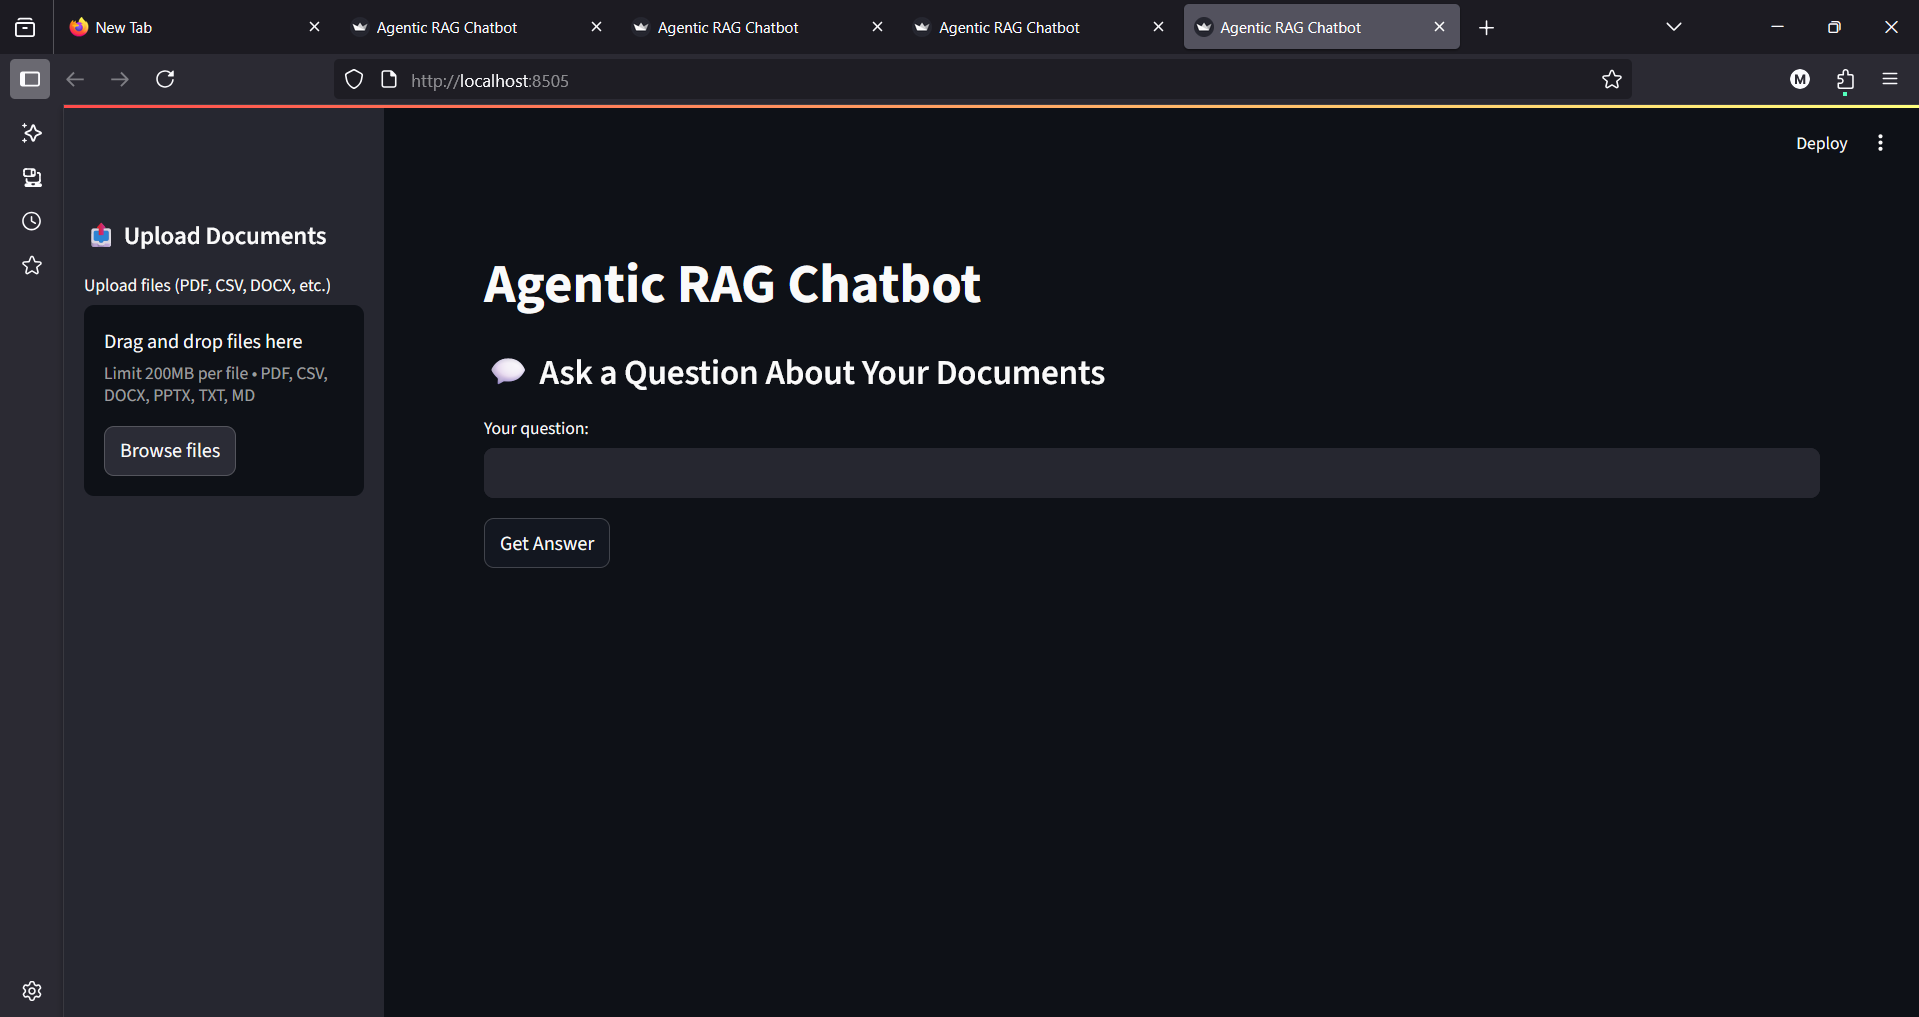 New Tab
Agentic RAG Chatbot
Agentic RAG Chatbot
Agentic RAG Chatbot
Agentic RAG Chatbot
http://localhost:8505
M
Deploy
Upload Documents
Upload files (PDF, CSV, DOCX, etc.)
Drag and drop files here
Limit 200MB per file • PDF, CSV,
DOCX, PPTX, TXT, MD
Browse files
Agentic RAG Chatbot
Ask a Question About Your Documents
Your question:
Get Answer